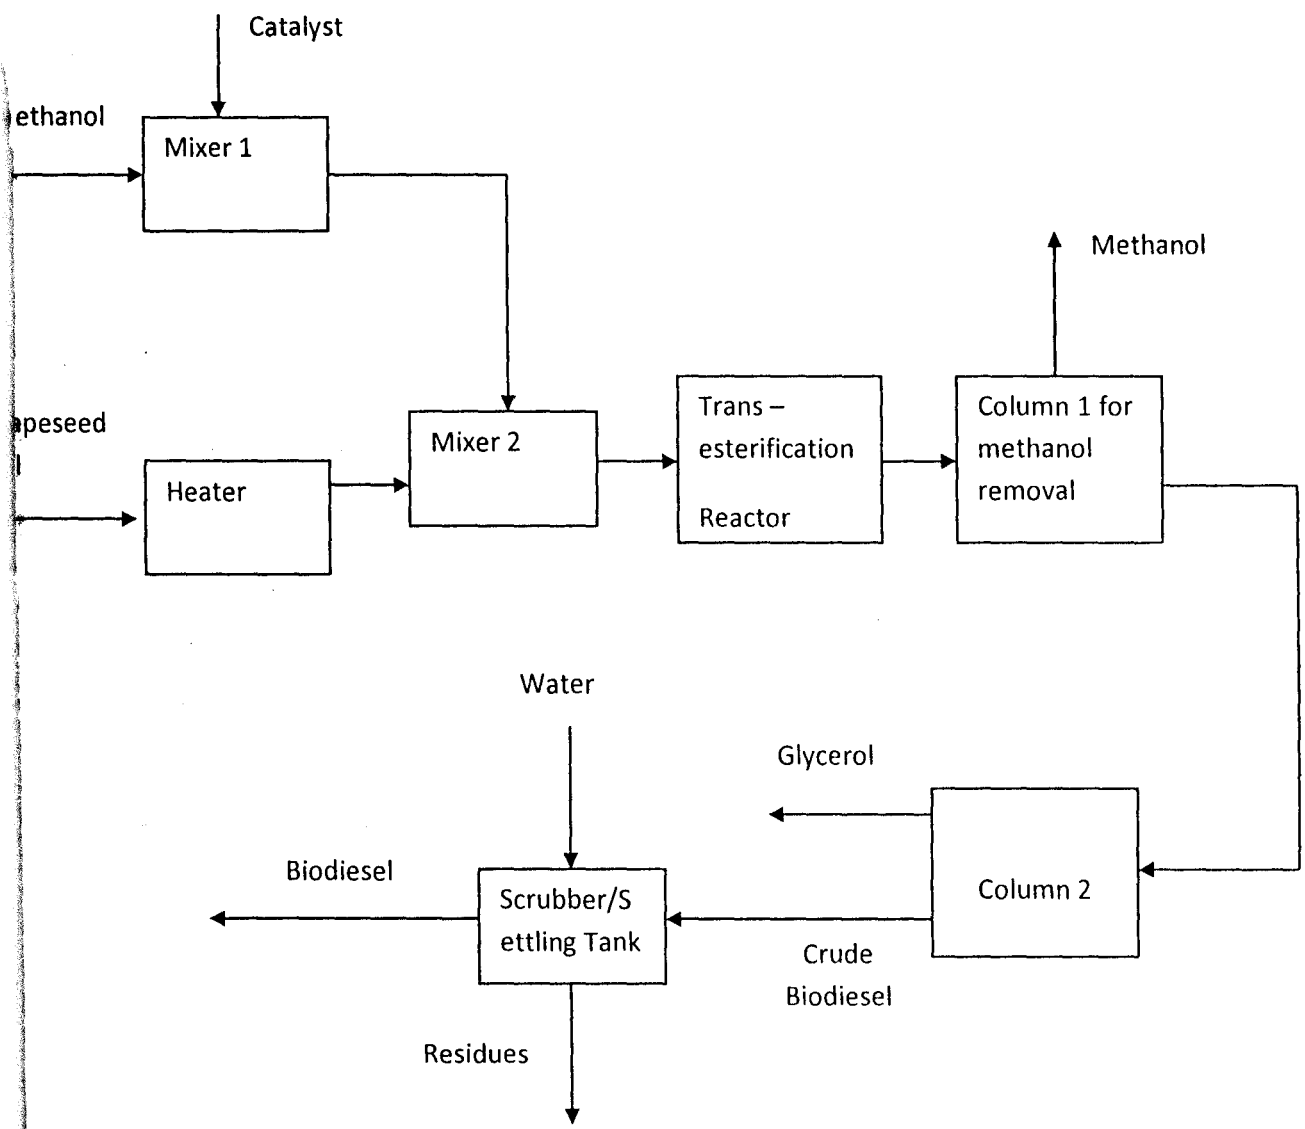 Catalyst
ethanol
Mixer 1
Methanol
Trans –
esterification
Reactor
Column 1 for
methanol
removal
apeseed
l
Mixer 2
Heater
Water
Glycerol
Biodiesel
Scrubber/S
ettling Tank
Column 2
Crude
Biodiesel
Residues